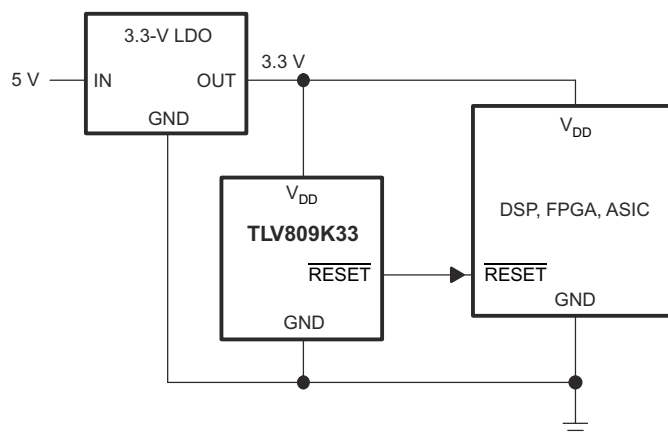 3.3-V LDO
5 V
IN
OUT
3.3 V
GND
VDD
VDD
TLV809K33
DSP, FPGA, ASIC
RESET
RESET
GND
GND